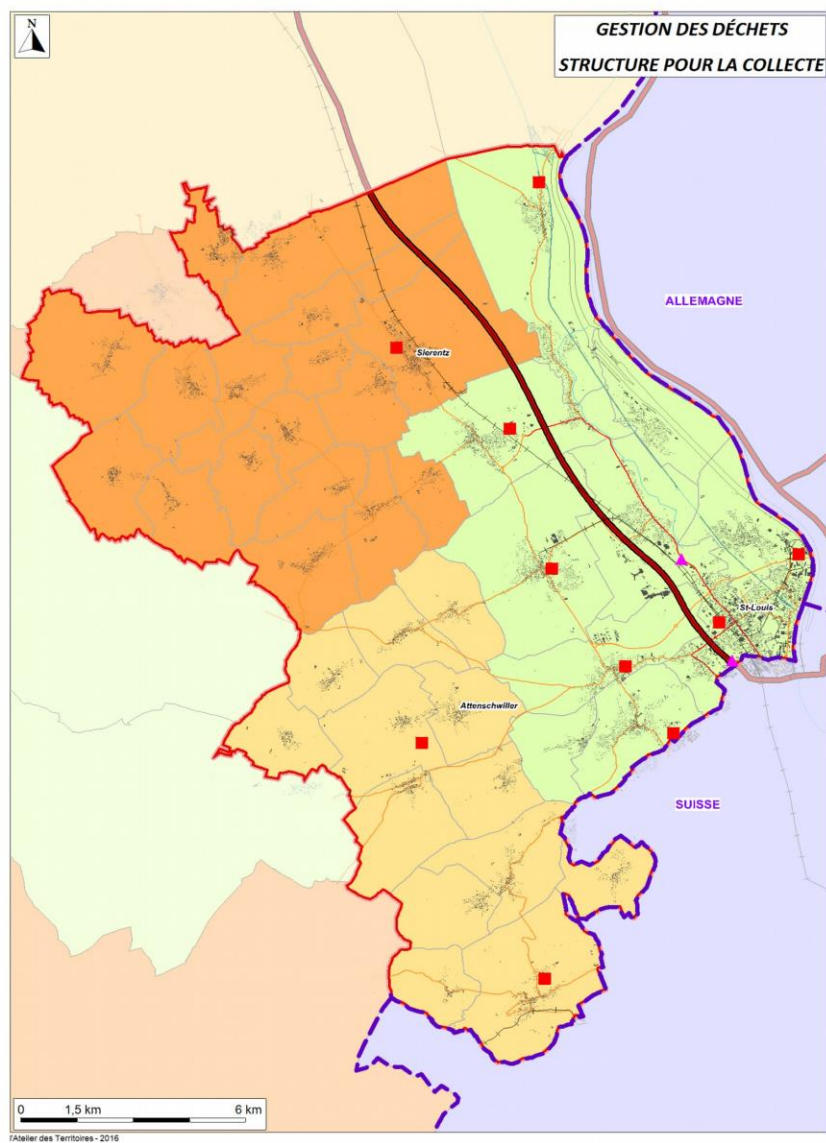 N
GESTION DES DÉCHETS
STRUCTURE POUR LA COLLECTE
ALLEMAGNE
Sierentz
St-Louis
Attenschwiller
SUISSE
0 1,5 km 6 km
l'Atelier des Territoires - 2016